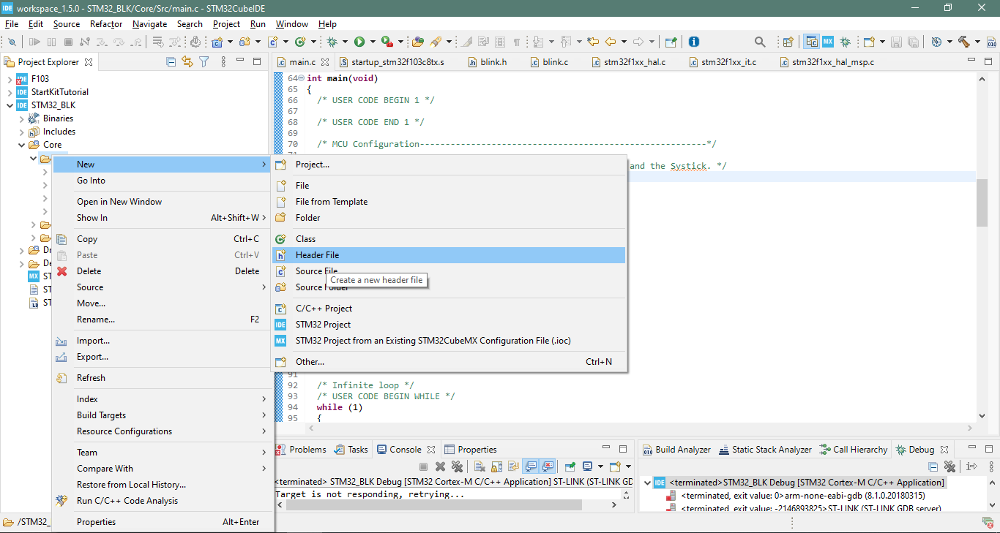 IDE workspace_1.5.0 - STM32_BLK/Core/Src/main.c - STM32CubeIDE
File Edit Source Refactor Navigate Search Project Run Window Help
Project Explorer
F103
StartKitTutorial
STM32_BLK
Binaries
Includes
Core
New
Go Into
Open in New Window
Show In Alt+Shift+W
Copy Ctrl+C
Paste Ctrl+V
Delete Delete
Source
Move...
Rename... F2
Import...
Export...
Refresh
Index
Build Targets
Resource Configurations
Team
Compare With
Restore from Local History...
Run C/C++ Code Analysis
Properties Alt+Enter
/STM32_
Project...
File
File from Template
Folder
Class
Header File
Source File
Create a new header file
Source Folder
C/C++ Project
IDE STM32 Project
MX STM32 Project from an Existing STM32CubeMX Configuration File (.ioc)
Other... Ctrl+N
main.c startup_stm32f103c8tx.s blink.h blink.c stm32f1xx_hal.c stm32f1xx_it.c stm32f1xx_hal_msp.c
64 int main(void)
65 {
66 /* USER CODE BEGIN 1 */
67
68 /* USER CODE END 1 */
69
70 /* MCU Configuration--------------------------------------------------------*/
71
and the Systick. */
91
92 /* Infinite loop */
93 /* USER CODE BEGIN WHILE */
94 while (1)
95 {
Problems Tasks Console Properties
<terminated> STM32_BLK Debug [STM32 Cortex-M C/C++ Application] ST-LINK (ST-LINK GD
Target is not responding, retrying...
Build Analyzer Static Stack Analyzer Call Hierarchy Debug
IDE <terminated>STM32_BLK Debug [STM32 Cortex-M C/C++ Application]
<terminated, exit value: 0>arm-none-eabi-gdb (8.1.0.20180315)
<terminated, exit value: -2146893825>ST-LINK (ST-LINK GDB server)